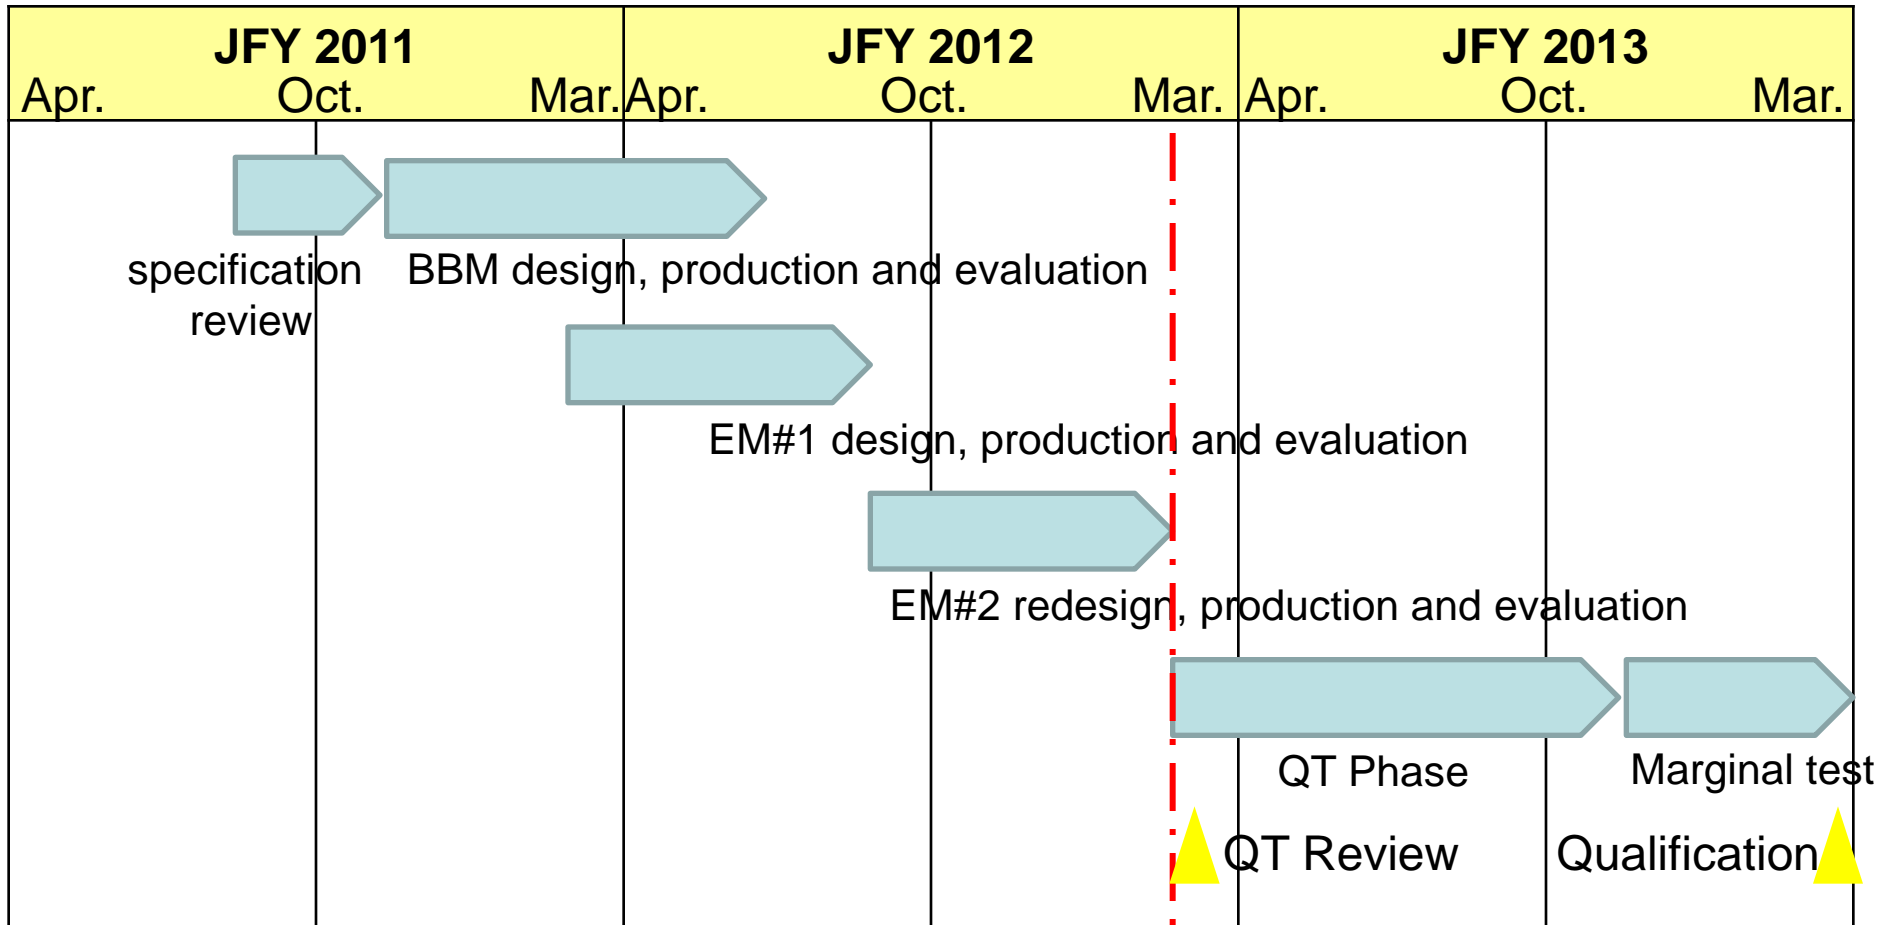 JFY 2011 JFY 2012 JFY 2013
Apr. Oct. Mar. Apr. Oct. Mar. Apr. Oct. Mar.
specification
review
BBM design, production and evaluation
EM#1 design, production and evaluation
EM#2 redesign, production and evaluation
QT Phase
Marginal test
QT Review
Qualification